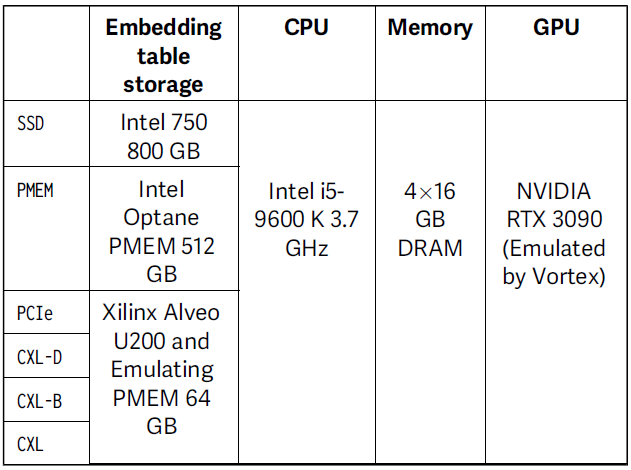 Embedding
table
storage
CPU
Memory
GPU
SSD
Intel 750
800 GB
PMEM
Intel
Optane
PMEM 512
GB
Intel i5-
9600 K 3.7
GHz
4×16
GB
DRAM
NVIDIA
RTX 3090
(Emulated
by Vortex)
PCIe
CXL-D
CXL-B
CXL
Xilinx Alveo
U200 and
Emulating
PMEM 64
GB